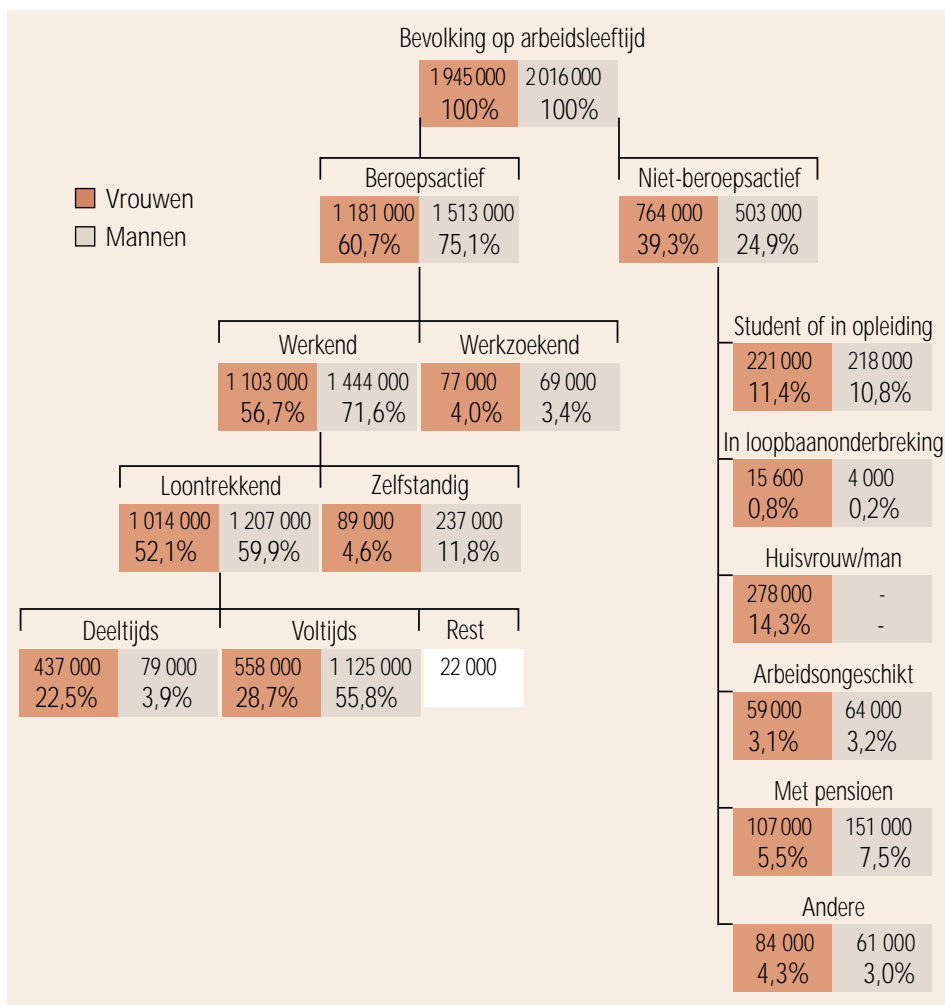 Bevolking op arbeidsleeftijd
1 945 000 2 016 000
100% 100%
Vrouwen
Mannen
Beroepsactief Niet-beroepsactief
1 181 000 1 513 000 764 000 503 000
60,7% 75,1% 39,3% 24,9%
Werkend Werkzoekend
1 103 000 1 444 000 77 000 69 000
56,7% 71,6% 4,0% 3,4%
Loontrekkend Zelfstandig
1 014 000 1 207 000 89 000 237 000
52,1% 59,9% 4,6% 11,8%
Deeltijds Voltijds Rest
437 000 79 000 558 000 1 125 000 22 000
22,5% 3,9% 28,7% 55,8%
Student of in opleiding
221 000 218 000
11,4% 10,8%
In loopbaanonderbreking
15 600 4 000
0,8% 0,2%
Huisvrouw/man
278 000 -
14,3% -
Arbeidsongeschikt
59 000 64 000
3,1% 3,2%
Met pensioen
107 000 151 000
5,5% 7,5%
Andere
84 000 61 000
4,3% 3,0%